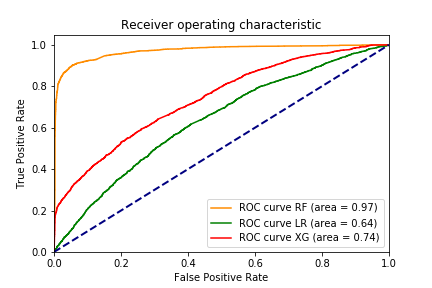 Receiver operating characteristic
True Positive Rate
1.0
0.8
0.6
0.4
0.2
0.0
ROC curve RF (area = 0.97)
ROC curve LR (area = 0.64)
ROC curve XG (area = 0.74)
0.0 0.2 0.4 0.6 0.8 1.0
False Positive Rate